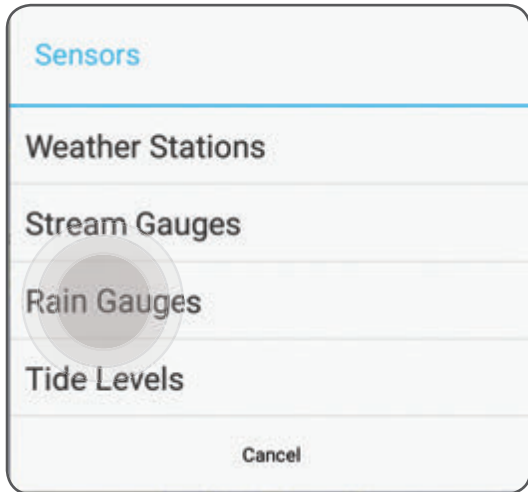 Sensors
Weather Stations
Stream Gauges
Rain Gauges
Tide Levels
Cancel